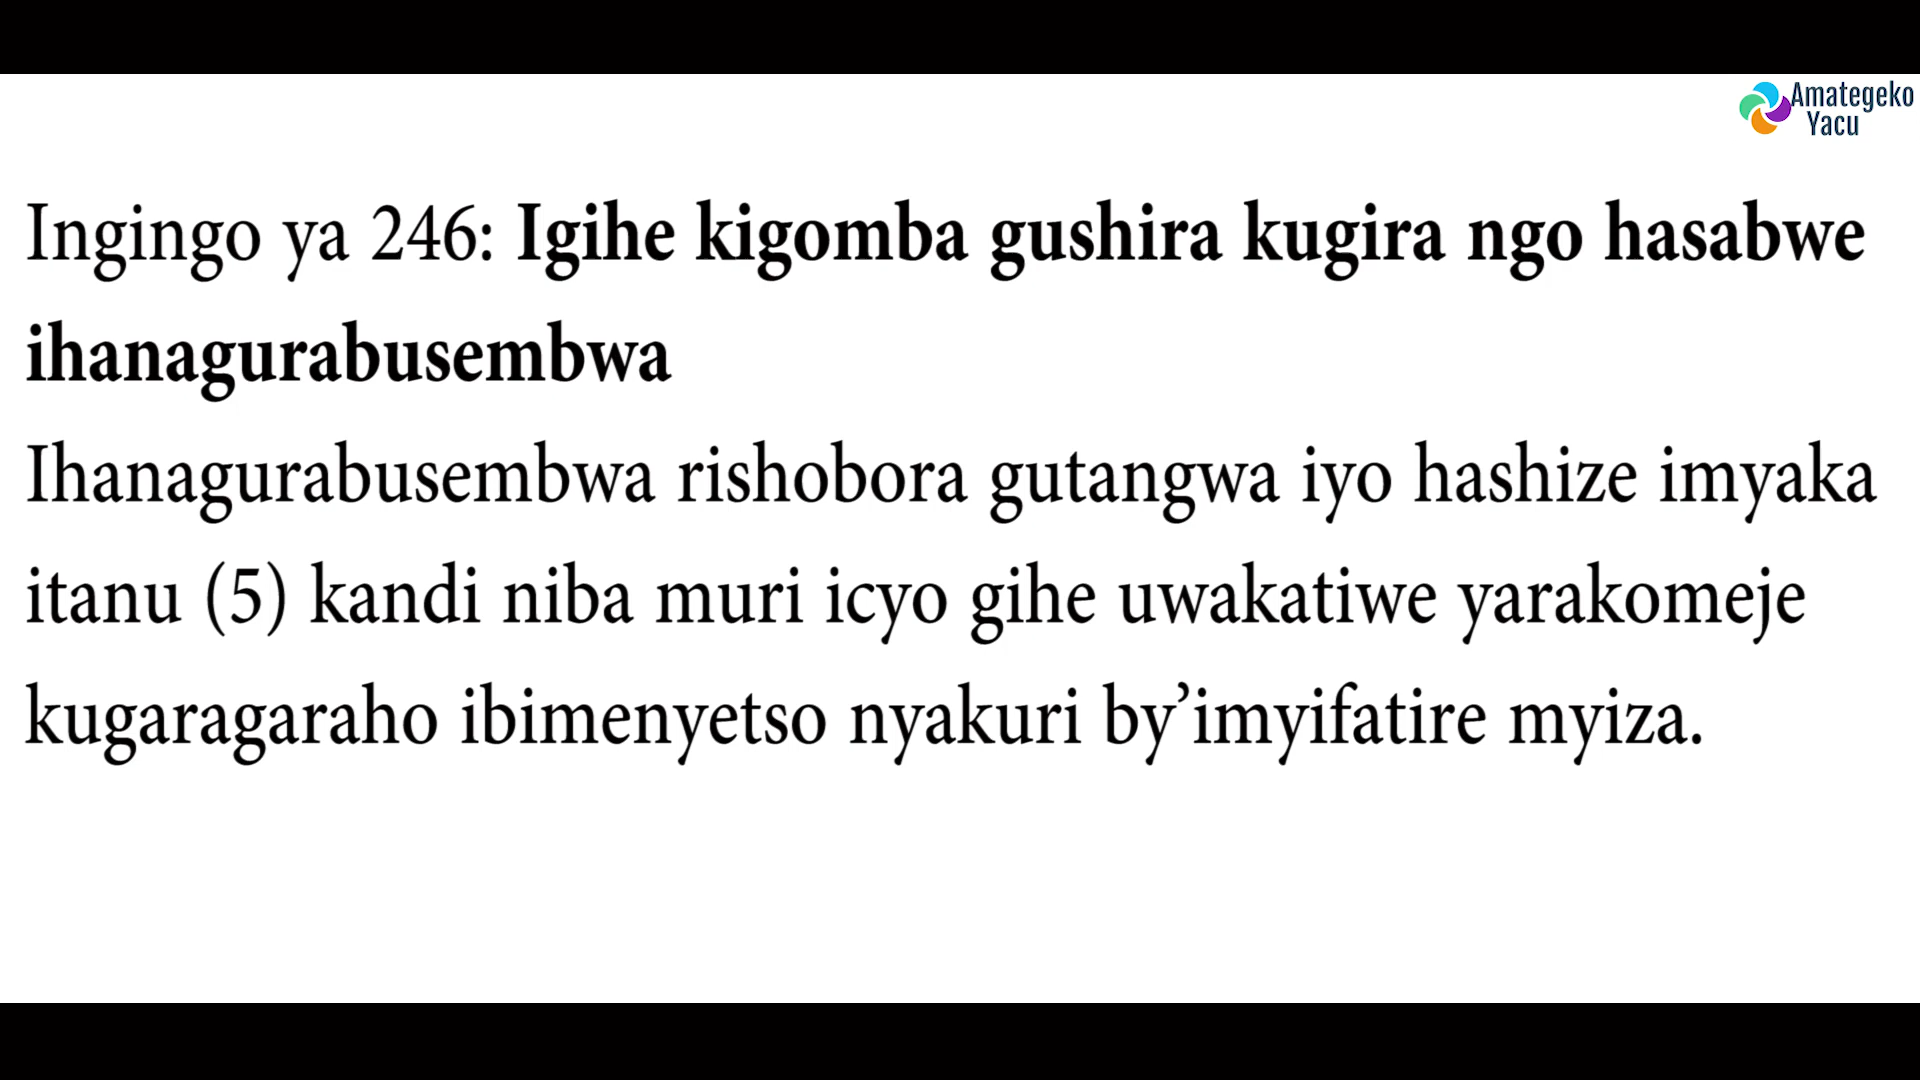 Amategeko
Yacu
Ingingo ya 246: Igihe kigomba gushira kugira ngo hasabwe
ihanagurabusembwa
Ihanagurabusembwa rishobora gutangwa iyo hashize imyaka
itanu (5) kandi niba muri icyo gihe uwakatiwe yarakomeje
kugaragaraho ibimenyetso nyakuri by’imyifatire myiza.